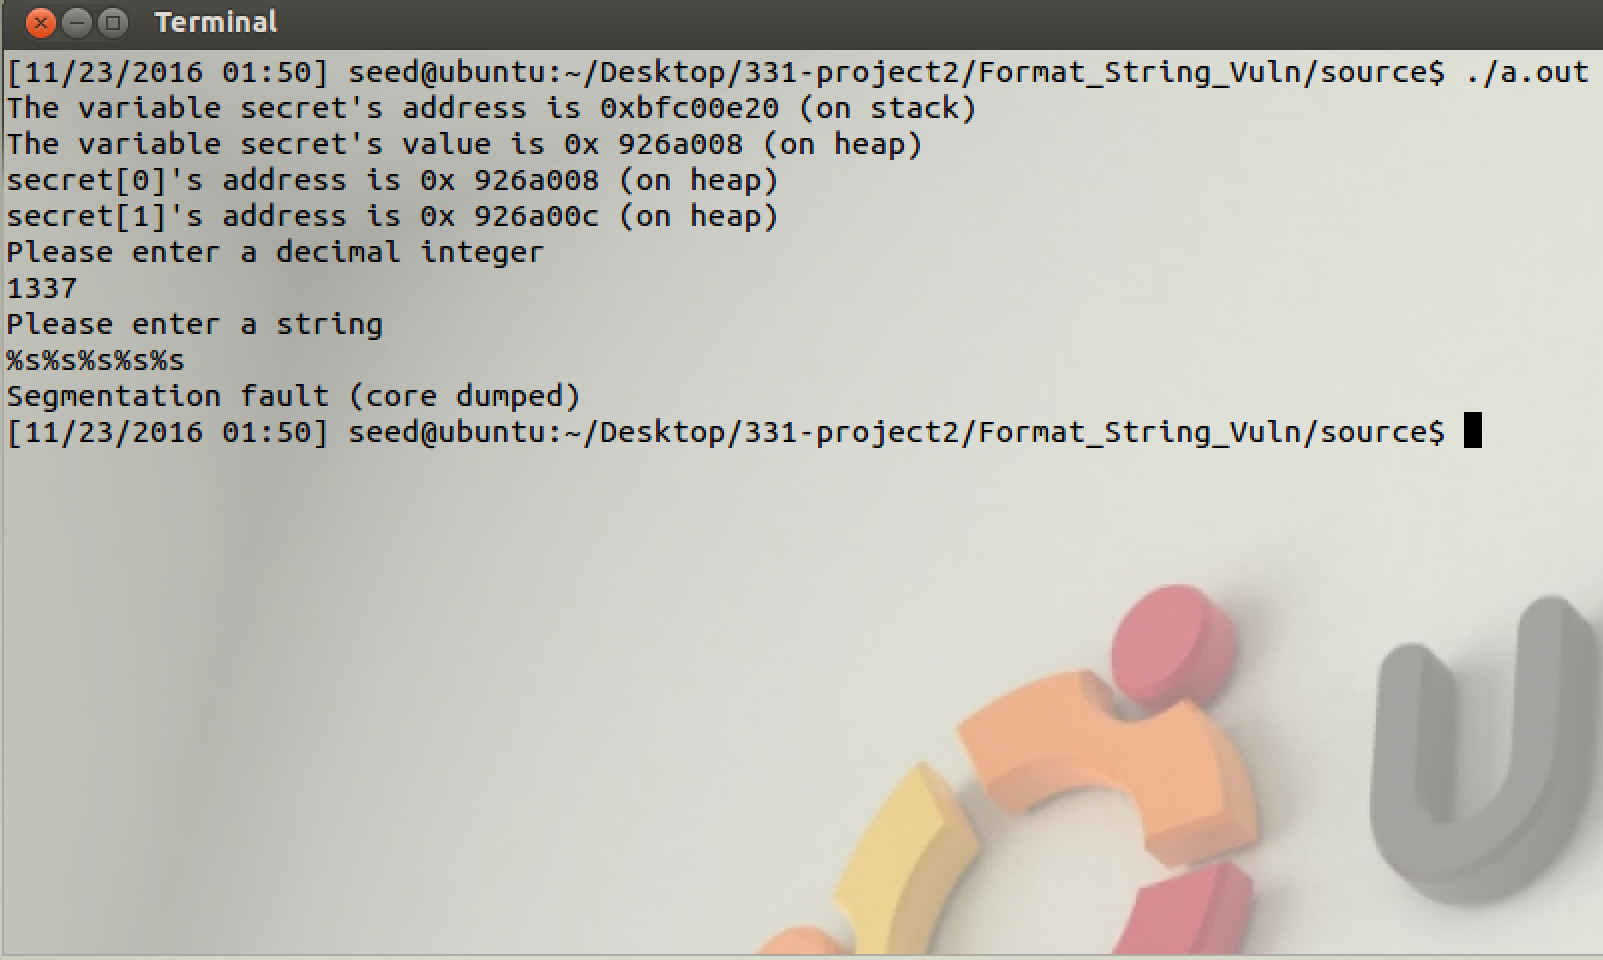 Terminal
[11/23/2016 01:50] seed@ubuntu:~/Desktop/331-project2/Format_String_Vuln/source$ ./a.out
The variable secret's address is 0xbfc00e20 (on stack)
The variable secret's value is 0x 926a008 (on heap)
secret[0]'s address is 0x 926a008 (on heap)
secret[1]'s address is 0x 926a00c (on heap)
Please enter a decimal integer
1337
Please enter a string
%s%s%s%s%s
Segmentation fault (core dumped)
[11/23/2016 01:50] seed@ubuntu:~/Desktop/331-project2/Format_String_Vuln/source$
u